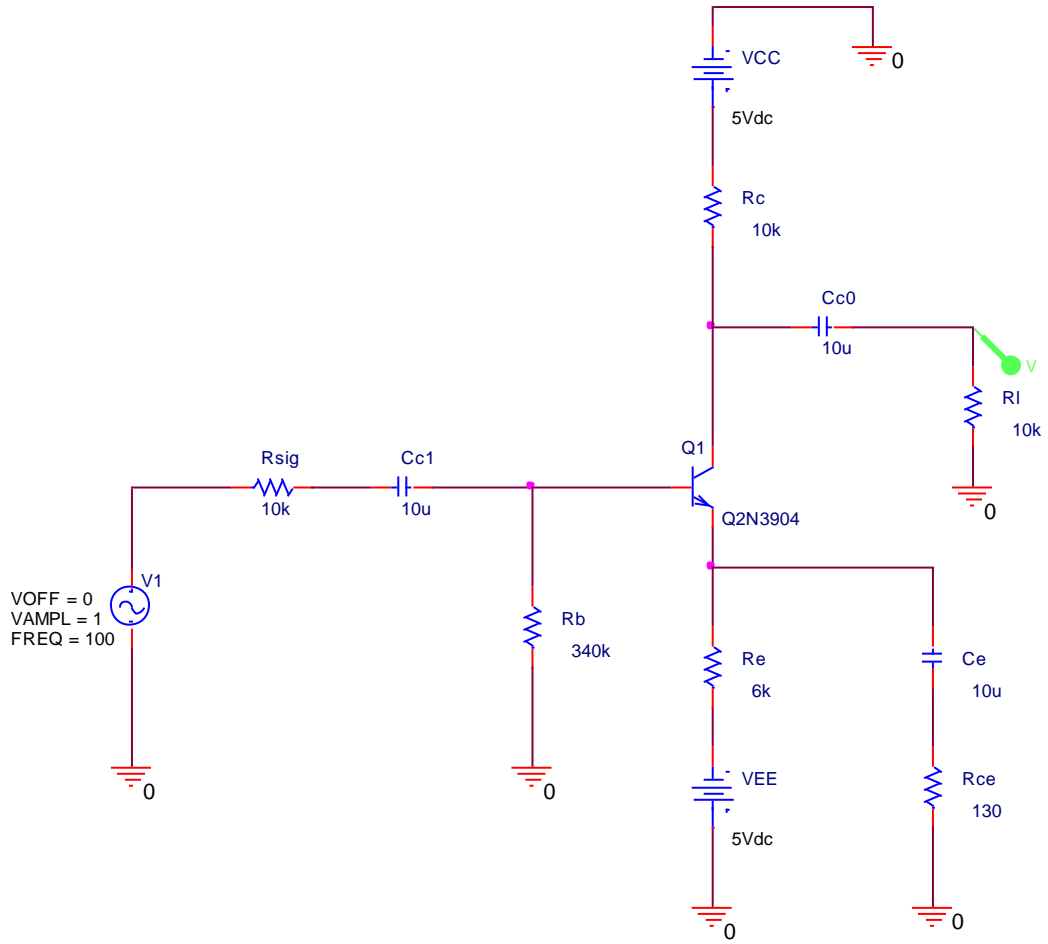 VCC
0
5Vdc
Rc
10k
Cc0
10u
V
Rl
10k
0
Q1
Q2N3904
Rsig
10k
Cc1
10u
V1
VOFF = 0
VAMPL = 1
FREQ = 100
Rb
340k
Re
6k
Ce
10u
VEE
5Vdc
Rce
130
0
0
0
0